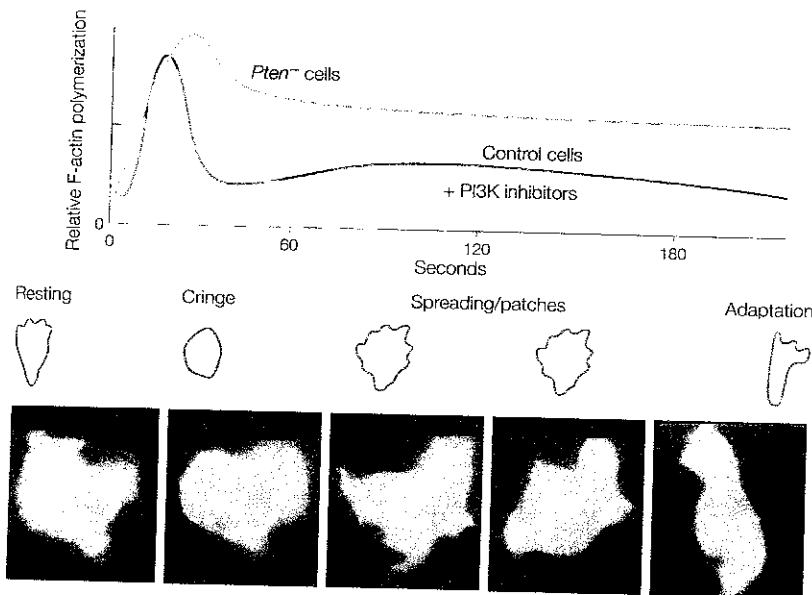 Relative F-actin polymerization
Pten⁻ cells
Control cells
+ PI3K inhibitors
0
0
60
120
180
Seconds
Resting
Cringe
Spreading/patches
Adaptation